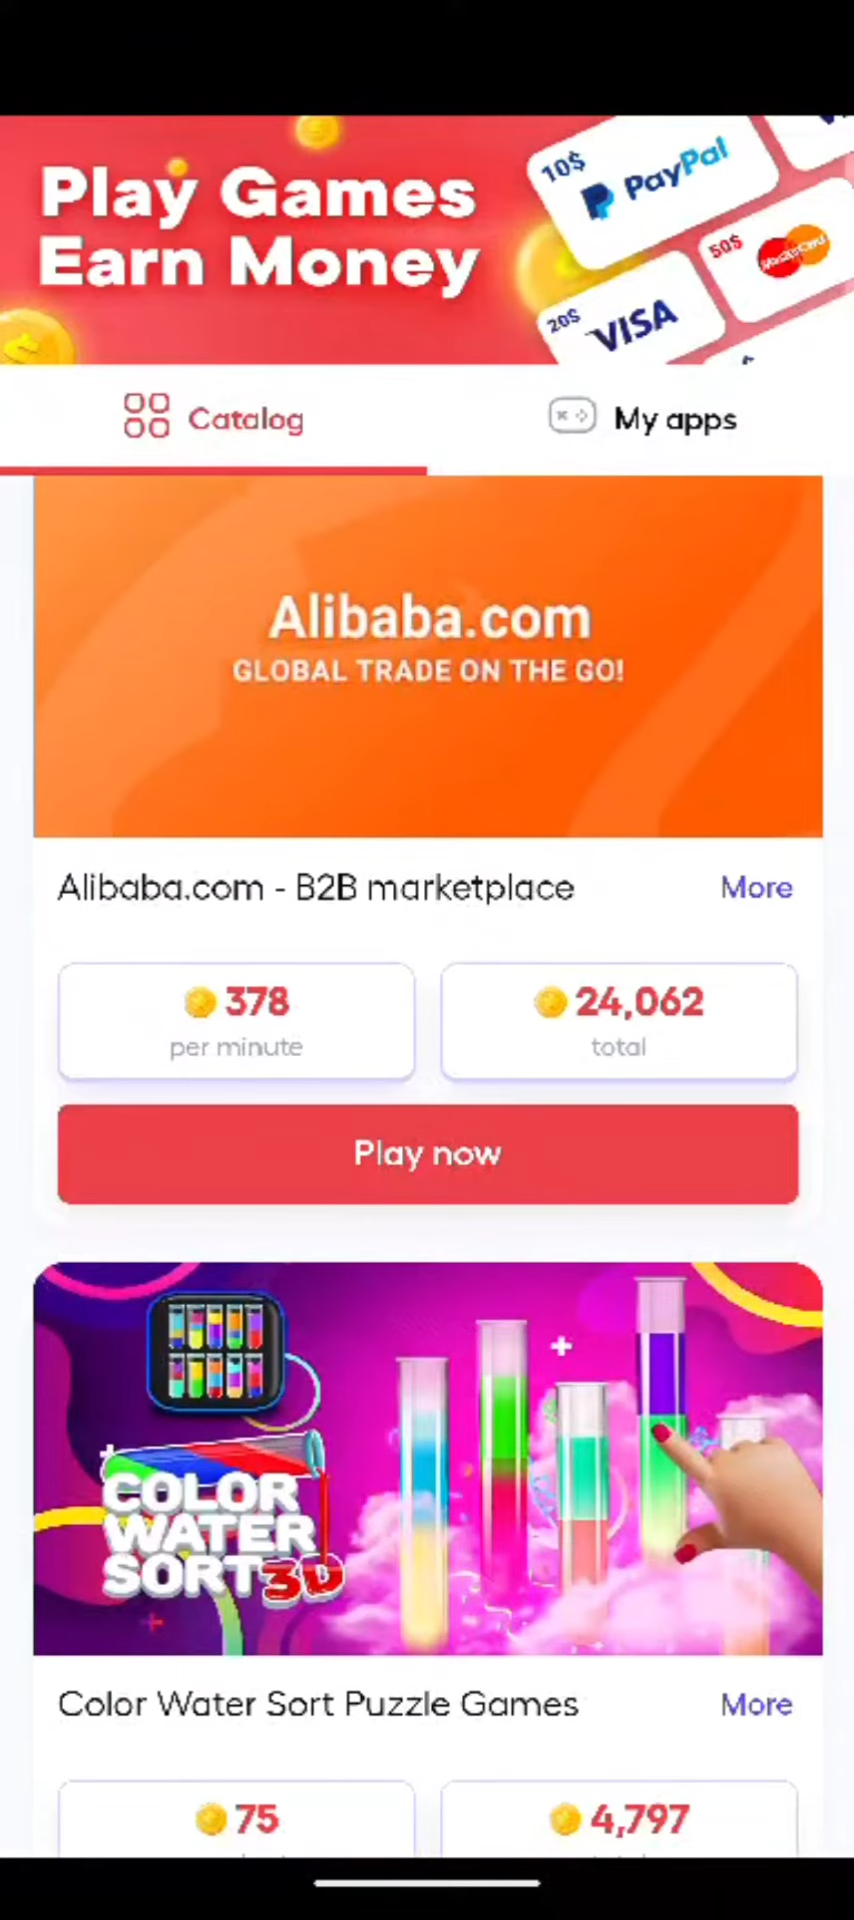 Play Games
Earn Money
10$
PayPal
50$
MasterCard
20$
VISA
Catalog
My apps
Alibaba.com
GLOBAL TRADE ON THE GO!
Alibaba.com - B2B marketplace
More
378
24,062
per minute
total
Play now
COLOR
WATER
SORT3D
Color Water Sort Puzzle Games
More
75
4,797